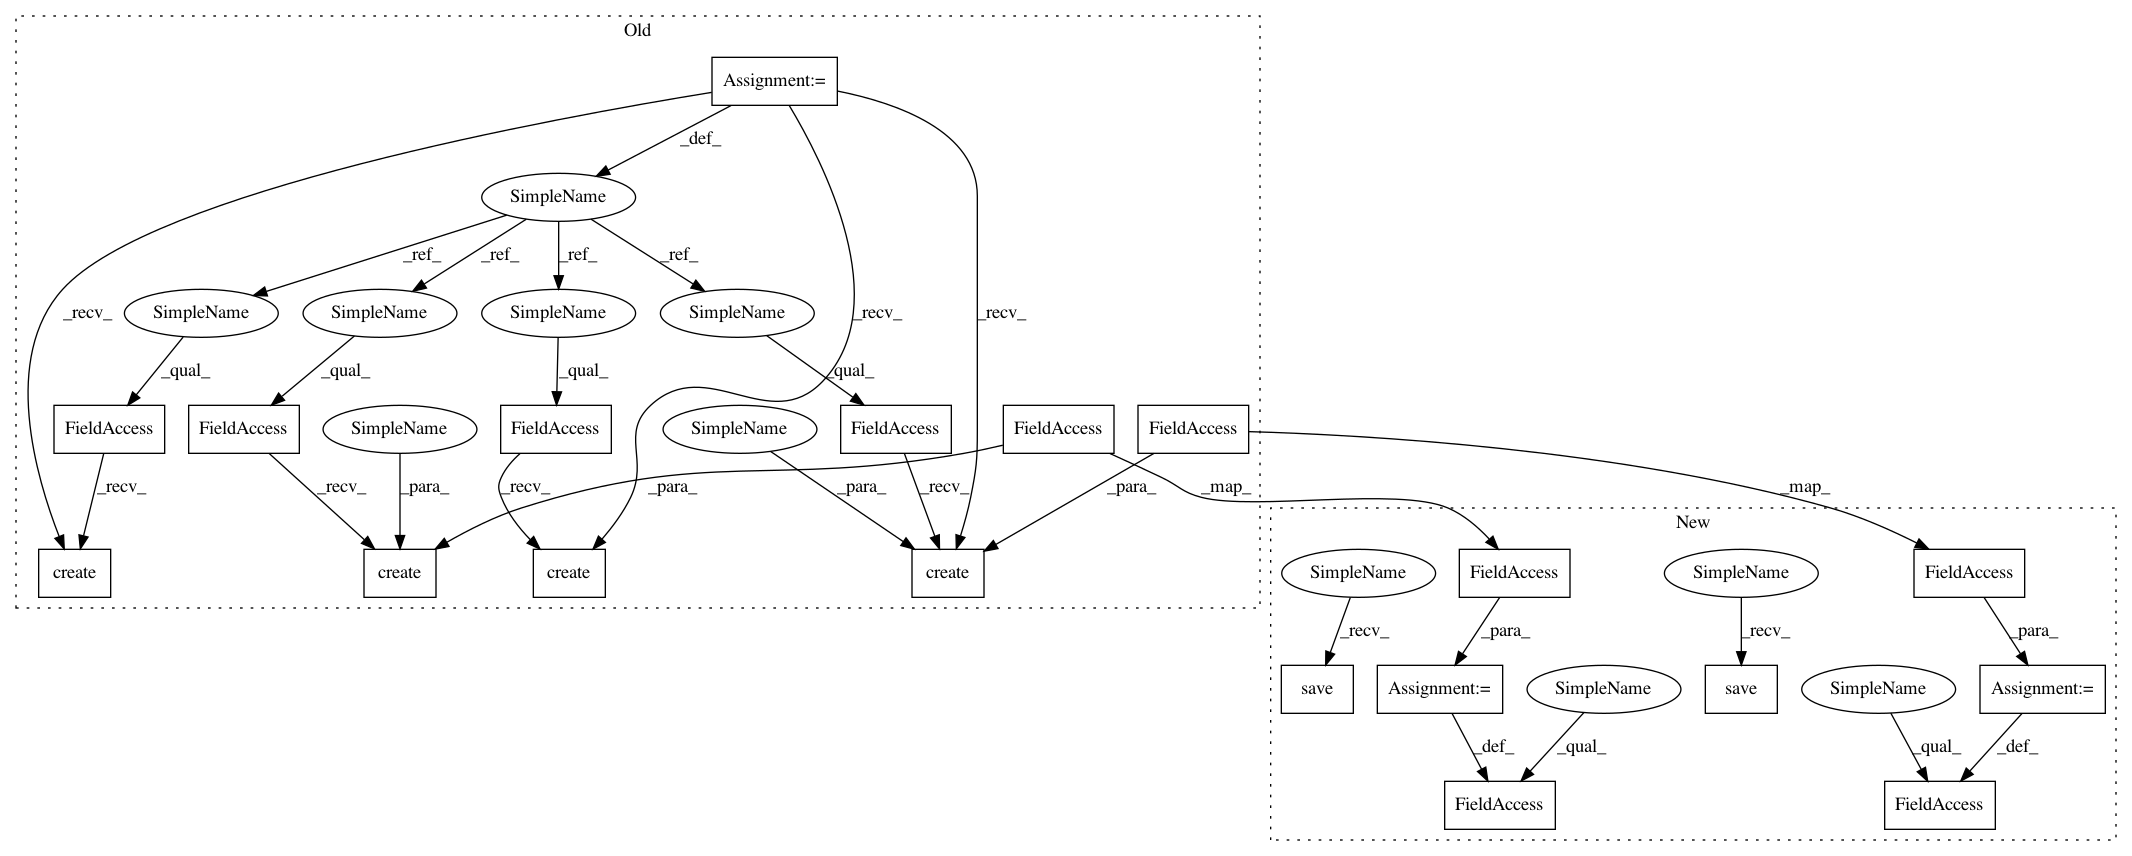 Old
Assignment:=
_def_
SimpleName
_ref_ _ref_ _ref_ _ref_
_recv_ SimpleName SimpleName SimpleName SimpleName _recv_ _recv_
_qual_ _qual_ _qual_ _qual_
FieldAccess FieldAccess SimpleName FieldAccess SimpleName FieldAccess FieldAccess FieldAccess
_recv_ _recv_ _para_ _recv_ _para_ _para_ _recv_ _para_ _map_ _map_
New
create create create create SimpleName FieldAccess SimpleName FieldAccess
_recv_ _para_ _recv_ _para_
save Assignment:= SimpleName save SimpleName Assignment:=
_def_ _qual_ _qual_ _def_
FieldAccess FieldAccess